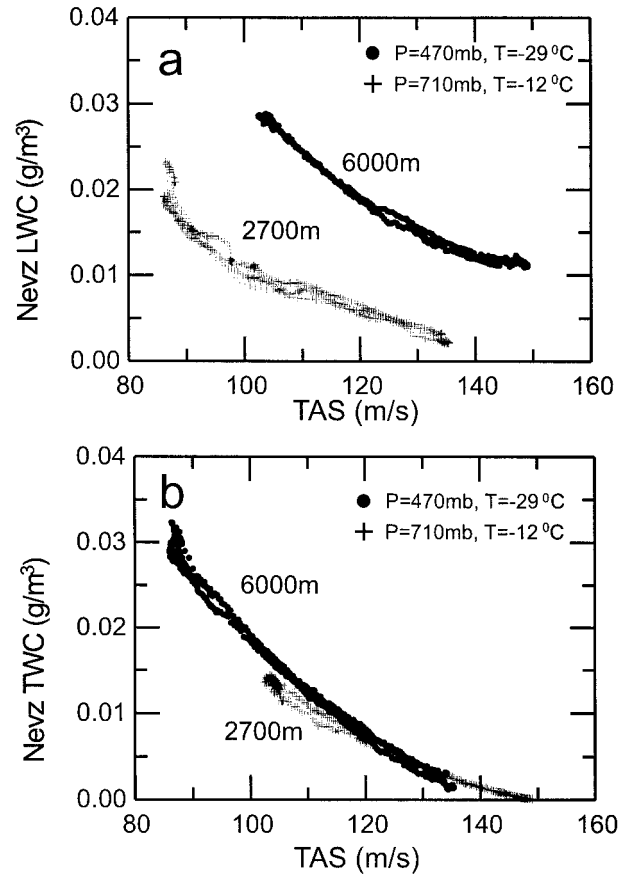 a
● P=470mb, T=-29 ⁰C
+ P=710mb, T=-12 ⁰C
0.04
0.03
0.02
0.01
0.00
Nevz LWC (g/m³)
6000m
2700m
80 100 120 140 160
TAS (m/s)
b
● P=470mb, T=-29 ⁰C
+ P=710mb, T=-12 ⁰C
0.04
0.03
0.02
0.01
0.00
Nevz TWC (g/m³)
6000m
2700m
80 100 120 140 160
TAS (m/s)